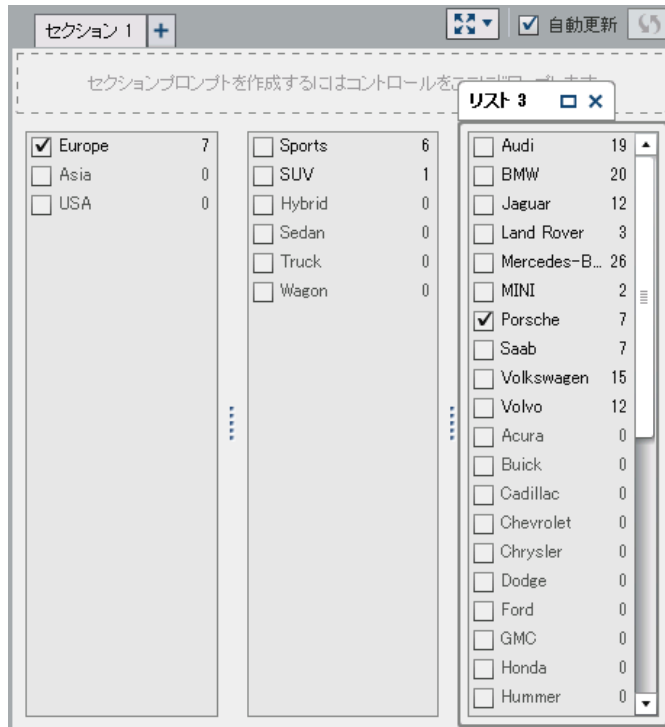 セクション 1
自動更新
セクションプロンプトを作成するにはコントロールをここにドロップします
リスト 3
Europe 7
Asia 0
USA 0
Sports 6
SUV 1
Hybrid 0
Sedan 0
Truck 0
Wagon 0
Audi 19
BMW 20
Jaguar 12
Land Rover 3
Mercedes-B... 26
MINI 2
Porsche 7
Saab 7
Volkswagen 15
Volvo 12
Acura 0
Buick 0
Cadillac 0
Chevrolet 0
Chrysler 0
Dodge 0
Ford 0
GMC 0
Honda 0
Hummer 0